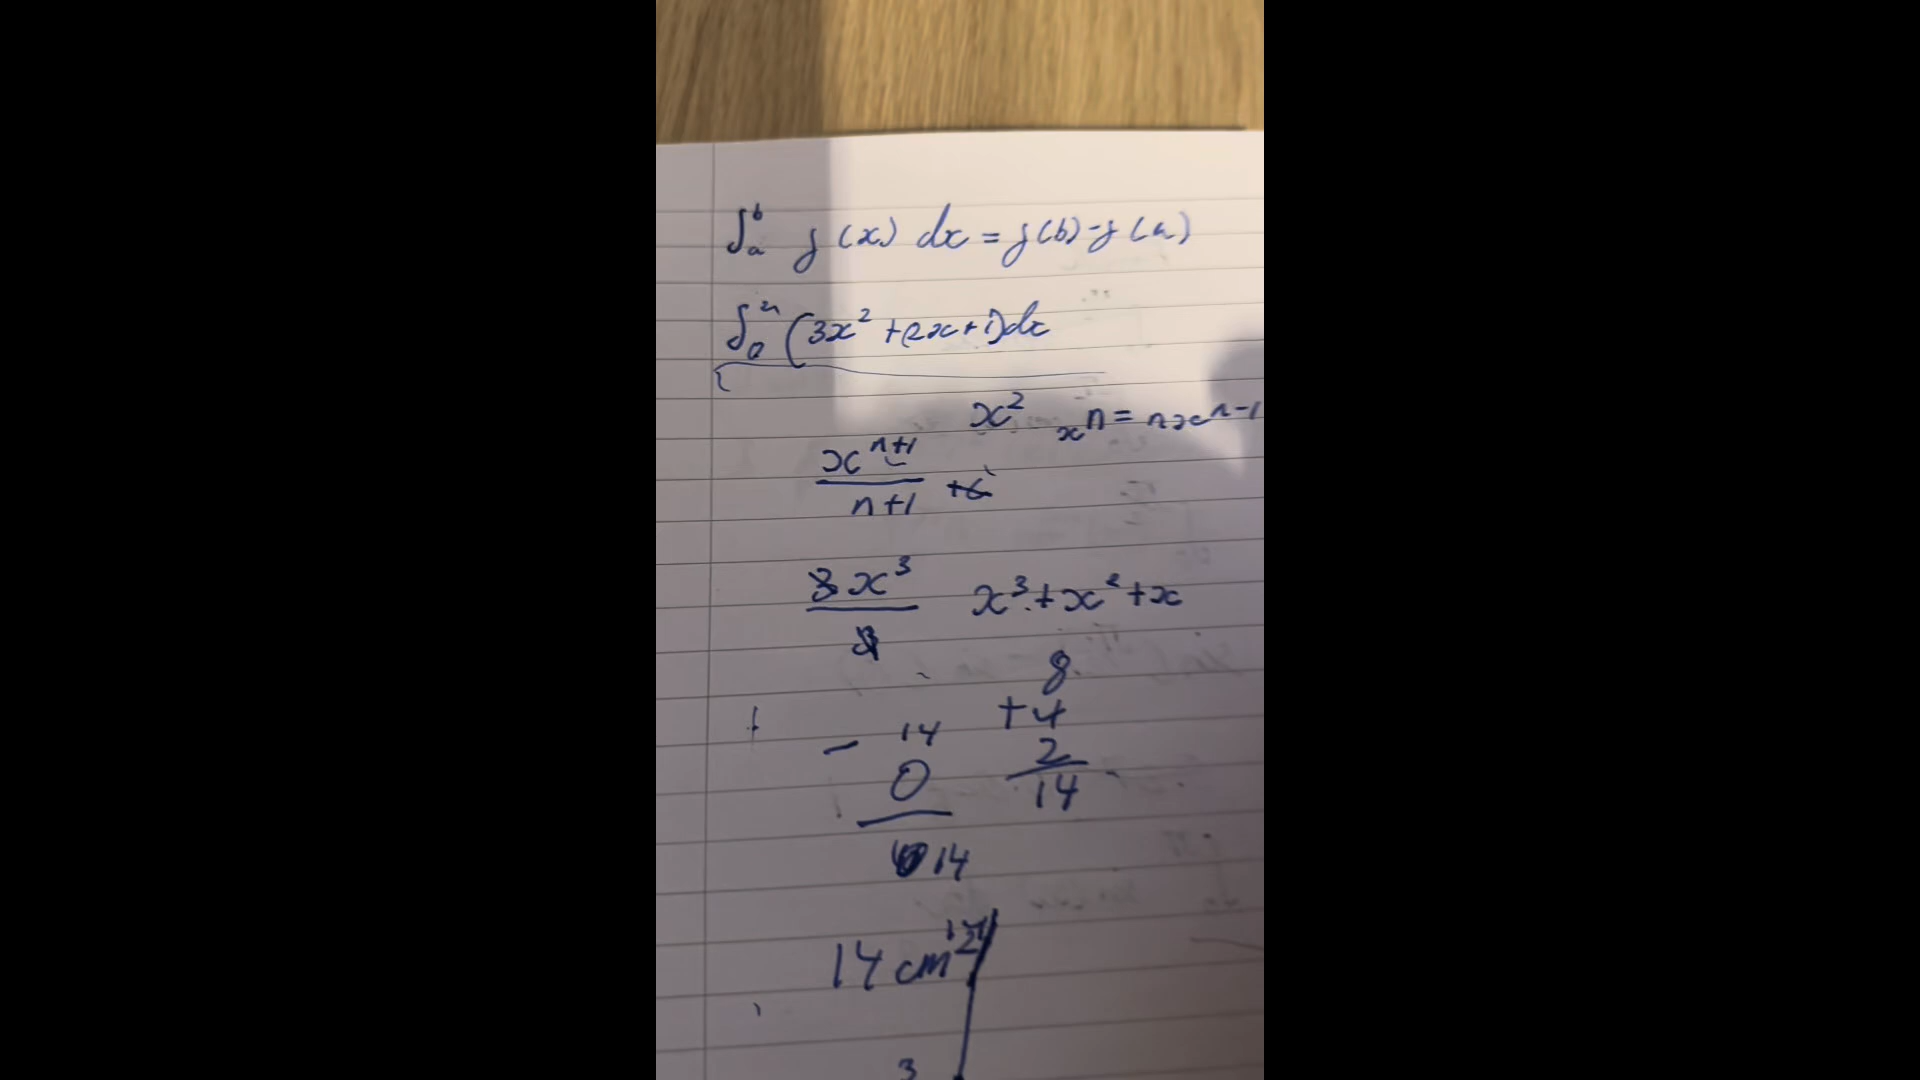 ∫ₐᵇ f(x) dx = f(b)-f(a)
∫₀² (3x² + (2x+1)dx
x² xn = nxⁿ⁻¹
xⁿ⁺¹
n+1 +c
3x³ x³+x²+x
3
8
14 +4
- 2
0 14
14
14 cm²
3